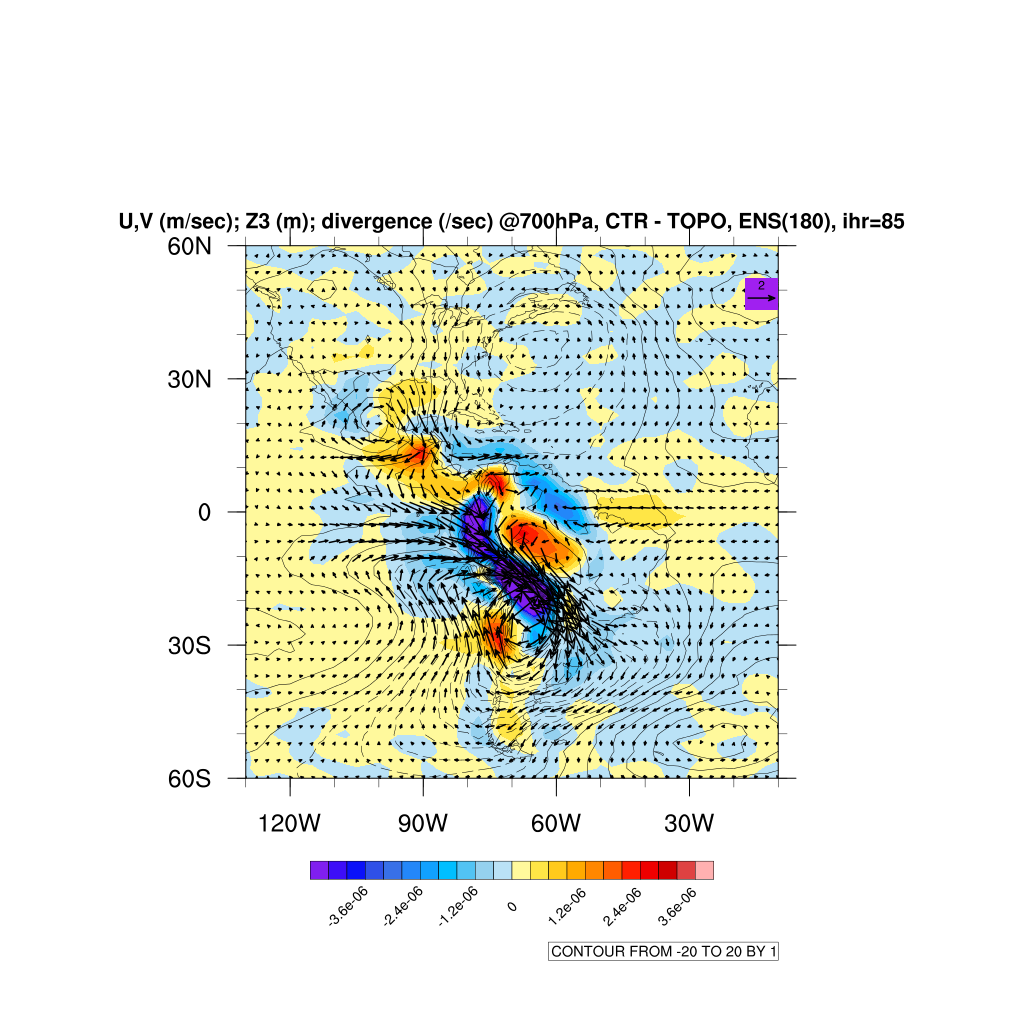 U,V (m/sec); Z3 (m); divergence (/sec) @700hPa, CTR - TOPO, ENS(180), ihr=85
60N
2
30N
0
30S
60S
120W 90W 60W 30W
-3.6e-06 -2.4e-06 -1.2e-06 0 1.2e-06 2.4e-06 3.6e-06
CONTOUR FROM -20 TO 20 BY 1